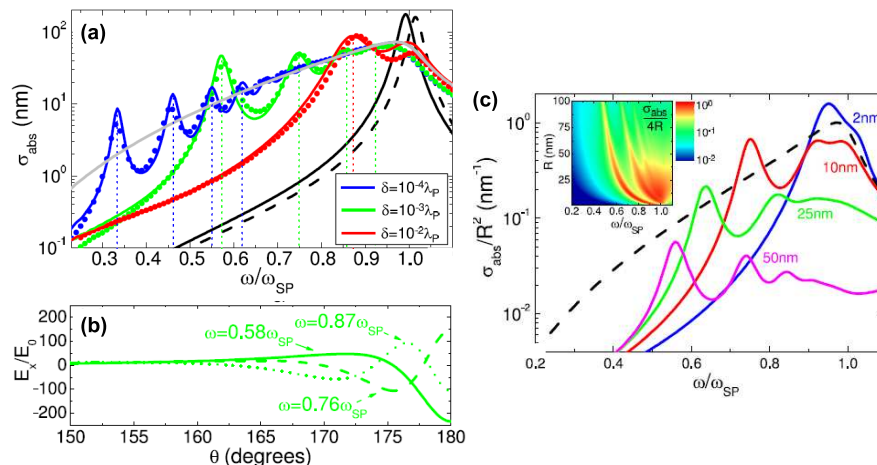 (a)
σabs (nm)
10²
10¹
10⁰
10⁻¹
δ=10⁻⁴λP
δ=10⁻³λP
δ=10⁻²λP
0.3 0.4 0.5 0.6 0.7 0.8 0.9 1.0
ω/ωSP
(b)
Ex/E0
200
100
0
-100
-200
ω=0.58ωSP
ω=0.87ωSP
ω=0.76ωSP
150 155 160 165 170 175 180
θ (degrees)
(c)
σabs/R² (nm⁻¹)
10⁰
10⁻¹
10⁻²
R (nm)
100
75
50
25
0
0.2 0.4 0.6 0.8 1.0
ω/ωSP
σabs
4R
10⁰
10⁻¹
10⁻²
2nm
10nm
25nm
50nm
0.2 0.4 0.6 0.8 1.0
ω/ωSP